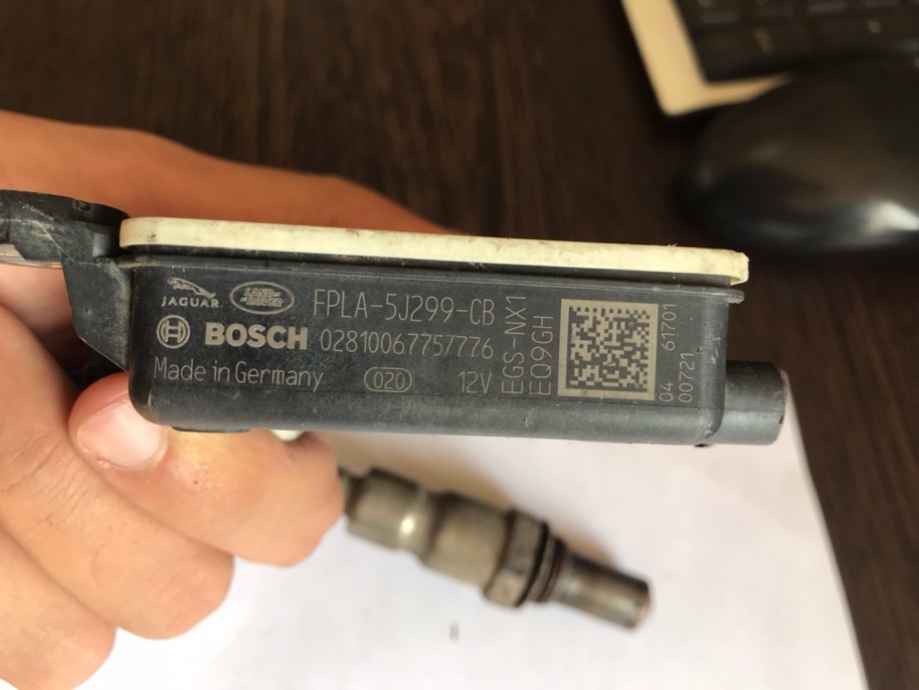 JAGUAR
LAND-
-ROVER
FPLA-5J299-CB
BOSCH
02810067757776
Made in Germany
020
12V
EGS-NX1
EQ9GH
04 61701
00721